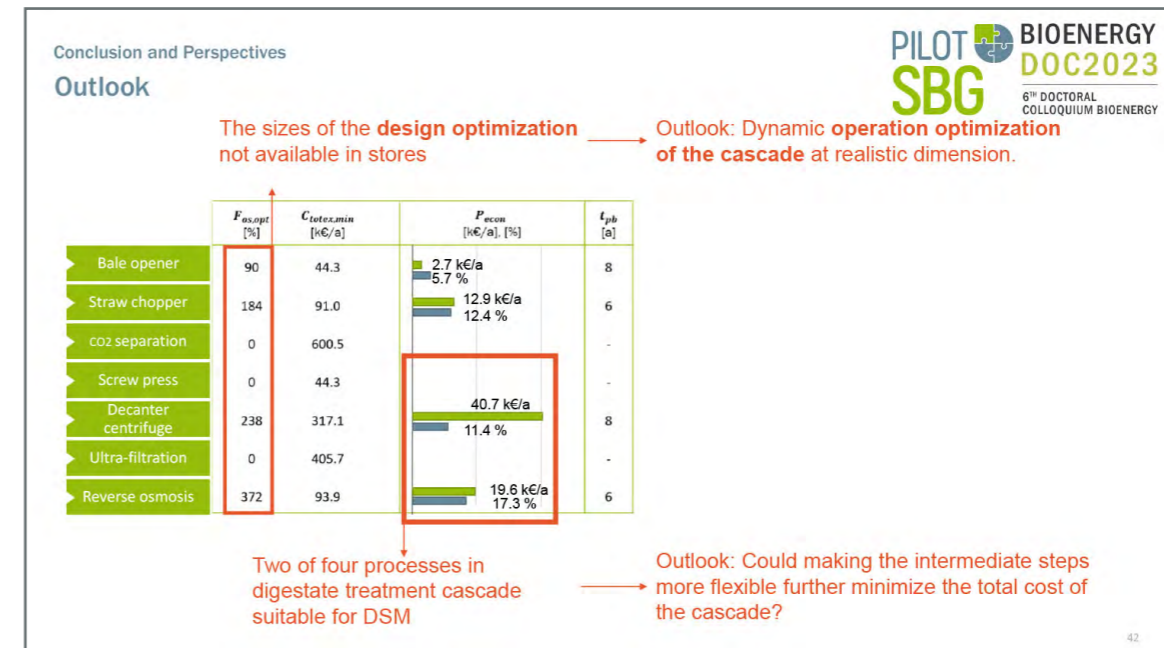 Conclusion and Perspectives
Outlook
PILOT
SBG
BIOENERGY
DOC2023
6TH DOCTORAL
COLLOQUIUM BIOENERGY
The sizes of the design optimization
not available in stores
Outlook: Dynamic operation optimization
of the cascade at realistic dimension.
F_as,opt C_totex,min P_econ t_pb
[%] [k€/a] [k€/a], [%] [a]
Bale opener 90 44.3 2.7 k€/a 8
5.7 %
Straw chopper 184 91.0 12.9 k€/a 6
12.4 %
CO2 separation 0 600.5 -
Screw press 0 44.3 -
Decanter
centrifuge 238 317.1 40.7 k€/a 8
11.4 %
Ultra-filtration 0 405.7 -
Reverse osmosis 372 93.9 19.6 k€/a 6
17.3 %
Two of four processes in
digestate treatment cascade
suitable for DSM
Outlook: Could making the intermediate steps
more flexible further minimize the total cost of
the cascade?
42